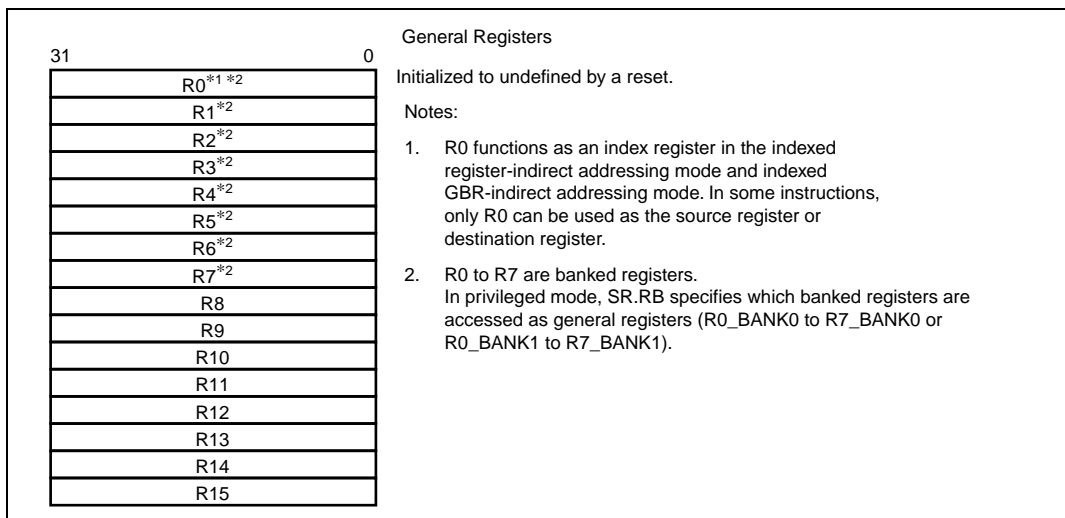 General Registers
31 0
R0*1 *2
R1*2
R2*2
R3*2
R4*2
R5*2
R6*2
R7*2
R8
R9
R10
R11
R12
R13
R14
R15
Initialized to undefined by a reset.
Notes:
1. R0 functions as an index register in the indexed
register-indirect addressing mode and indexed
GBR-indirect addressing mode. In some instructions,
only R0 can be used as the source register or
destination register.
2. R0 to R7 are banked registers.
In privileged mode, SR.RB specifies which banked registers are
accessed as general registers (R0_BANK0 to R7_BANK0 or
R0_BANK1 to R7_BANK1).